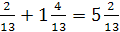 2/13 + 1 4/13 = 5 2/13